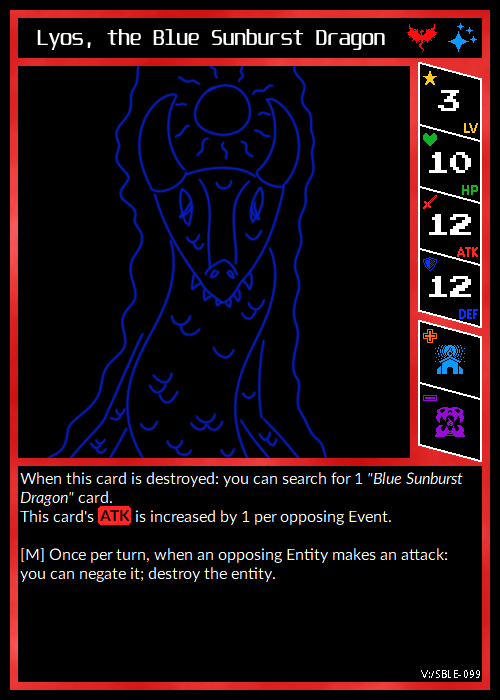 Lyos, the Blue Sunburst Dragon
3
LV
10
HP
12
ATK
12
DEF
When this card is destroyed: you can search for 1 "Blue Sunburst
Dragon" card.
This card's ATK is increased by 1 per opposing Event.
[M] Once per turn, when an opposing Entity makes an attack:
you can negate it; destroy the entity.
V:/SBLE-099